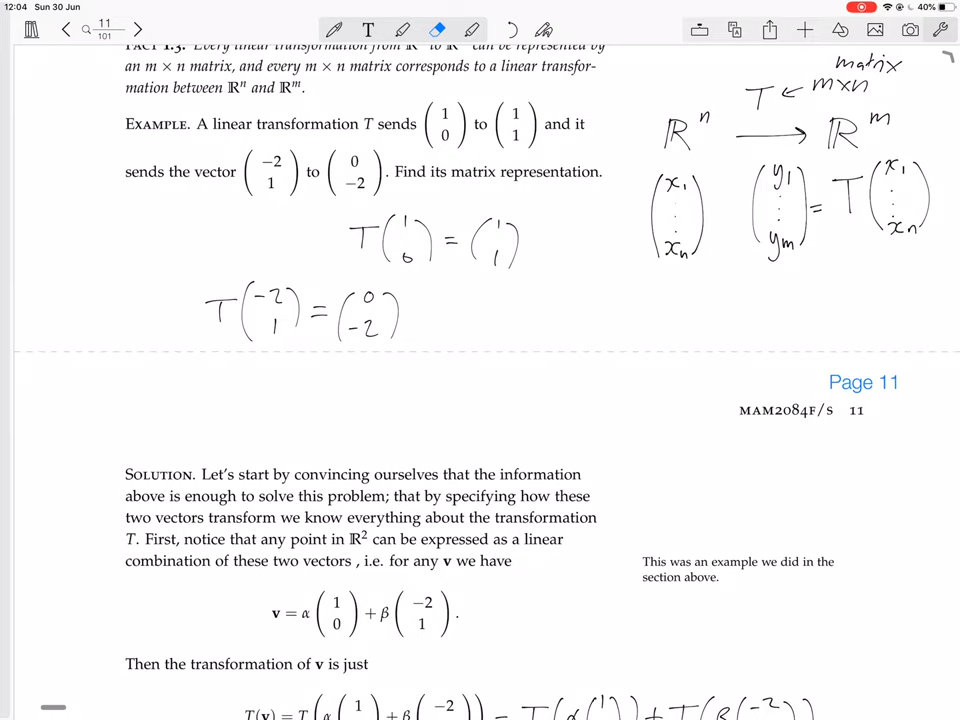 12:04 Sun 30 Jun
40%
11
101
T
an m × n matrix, and every m × n matrix corresponds to a linear transfor-
mation between ℝⁿ and ℝᵐ.
EXAMPLE. A linear transformation T sends (1 0) to (1 1) and it
sends the vector (−2 1) to (0 −2). Find its matrix representation.
T(1 0) = (1 1)
T(-2 1) = (0 -2)
matrix
T ← m×n
ℝⁿ → ℝᵐ
(x₁ ⋮ xₙ) (y₁ ⋮ yₘ) = T(x₁ ⋮ xₙ)
Page 11
MAM2084F/S 11
SOLUTION. Let's start by convincing ourselves that the information
above is enough to solve this problem; that by specifying how these
two vectors transform we know everything about the transformation
T. First, notice that any point in ℝ² can be expressed as a linear
combination of these two vectors , i.e. for any v we have
This was an example we did in the
section above.
v = α (1 0) + β (−2 1).
Then the transformation of v is just
T(v) = T(α(1 + β(−2)) = T(α(1)) + T(β(-2))